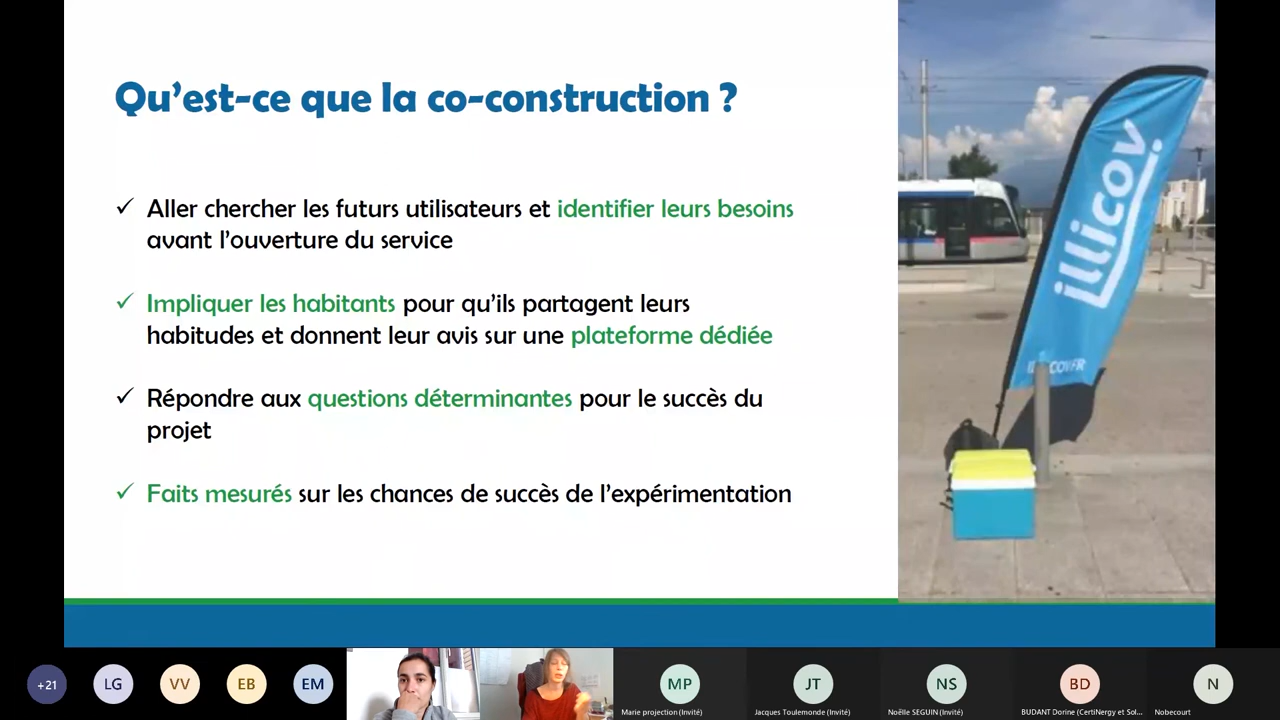 Qu'est-ce que la co-construction ?
✓ Aller chercher les futurs utilisateurs et identifier leurs besoins
avant l'ouverture du service
✓ Impliquer les habitants pour qu'ils partagent leurs
habitudes et donnent leur avis sur une plateforme dédiée
✓ Répondre aux questions déterminantes pour le succès du
projet
✓ Faits mesurés sur les chances de succès de l'expérimentation
illicov
+21
LG
VV
EB
EM
MP
Marie projection (Invité)
JT
Jacques Toulemonde (Invité)
NS
Noëlle SEGUIN (Invité)
BD
BUDANT Dorine (CertiNergy et Sol...
N
Nobecourt